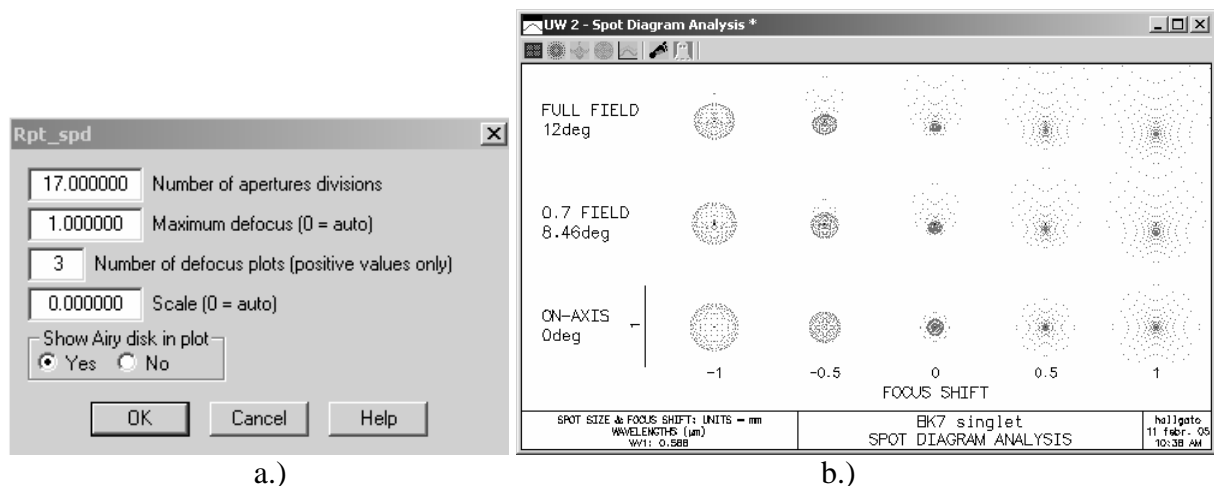 Rpt_spd
17.000000 Number of apertures divisions
1.000000 Maximum defocus (0 = auto)
3 Number of defocus plots (positive values only)
0.000000 Scale (0 = auto)
Show Airy disk in plot
Yes No
OK Cancel Help
a.)
UW 2 - Spot Diagram Analysis *
FULL FIELD
12deg
0.7 FIELD
8.46deg
ON-AXIS
0deg
1
-1 -0.5 0 0.5 1
FOCUS SHIFT
SPOT SIZE & FOCUS SHIFT: UNITS = mm
WAVELENGTHS (µm)
WV1: 0.588
BK7 singlet
SPOT DIAGRAM ANALYSIS
hallgato
11 febr. 05
10:38 AM
b.)